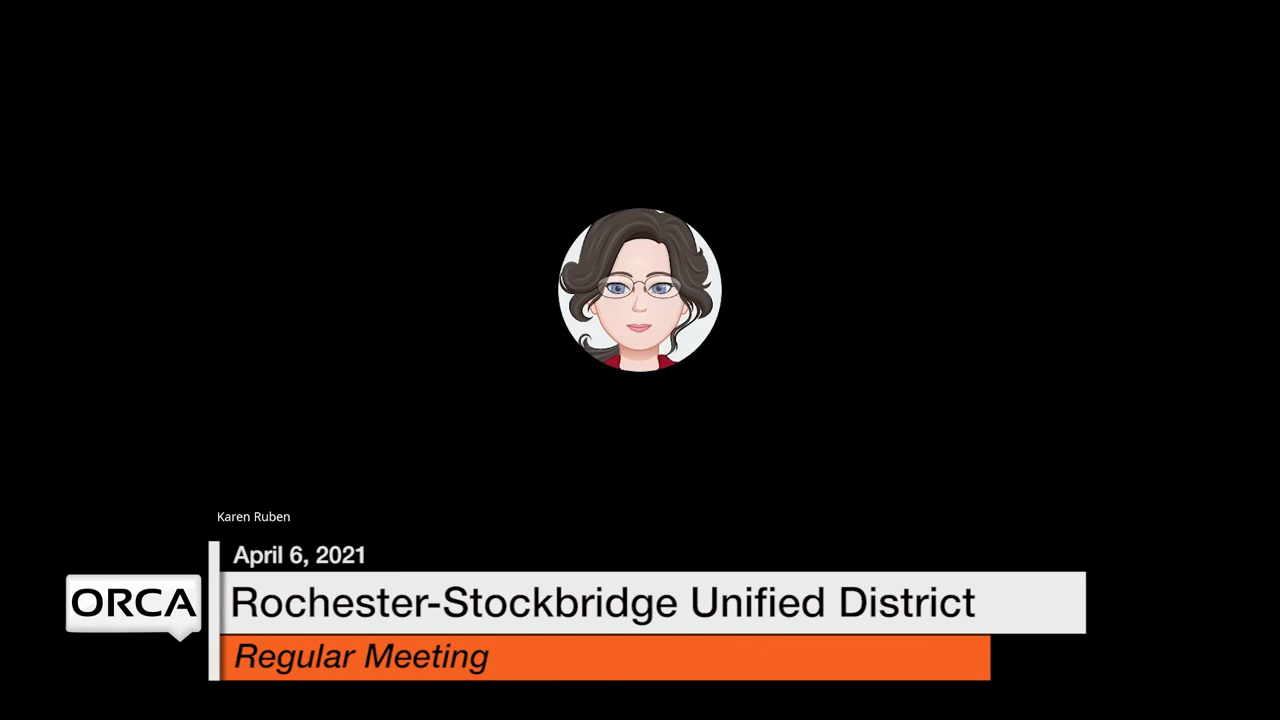 Karen Ruben
April 6, 2021
ORCA
Rochester-Stockbridge Unified District
Regular Meeting